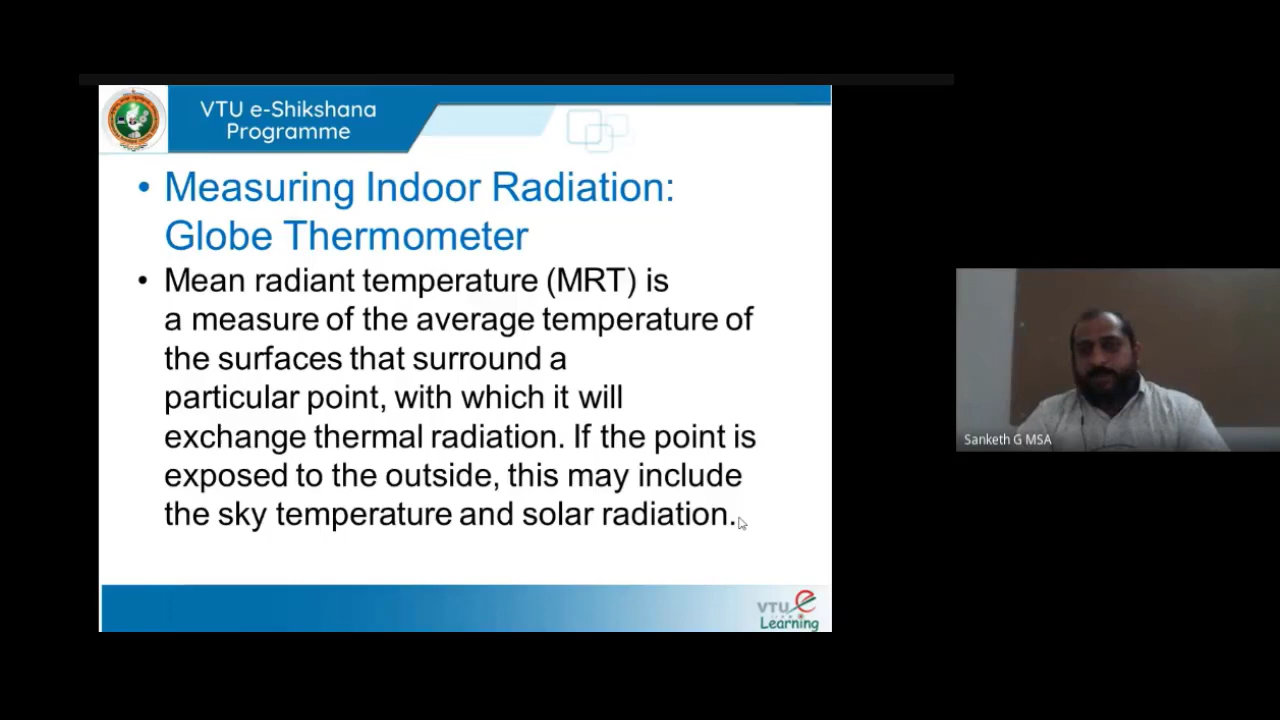 VTU e-Shikshana
Programme
• Measuring Indoor Radiation:
Globe Thermometer
• Mean radiant temperature (MRT) is
a measure of the average temperature of
the surfaces that surround a
particular point, with which it will
exchange thermal radiation. If the point is
exposed to the outside, this may include
the sky temperature and solar radiation.
Sanketh G MSA
VTU e
Learning